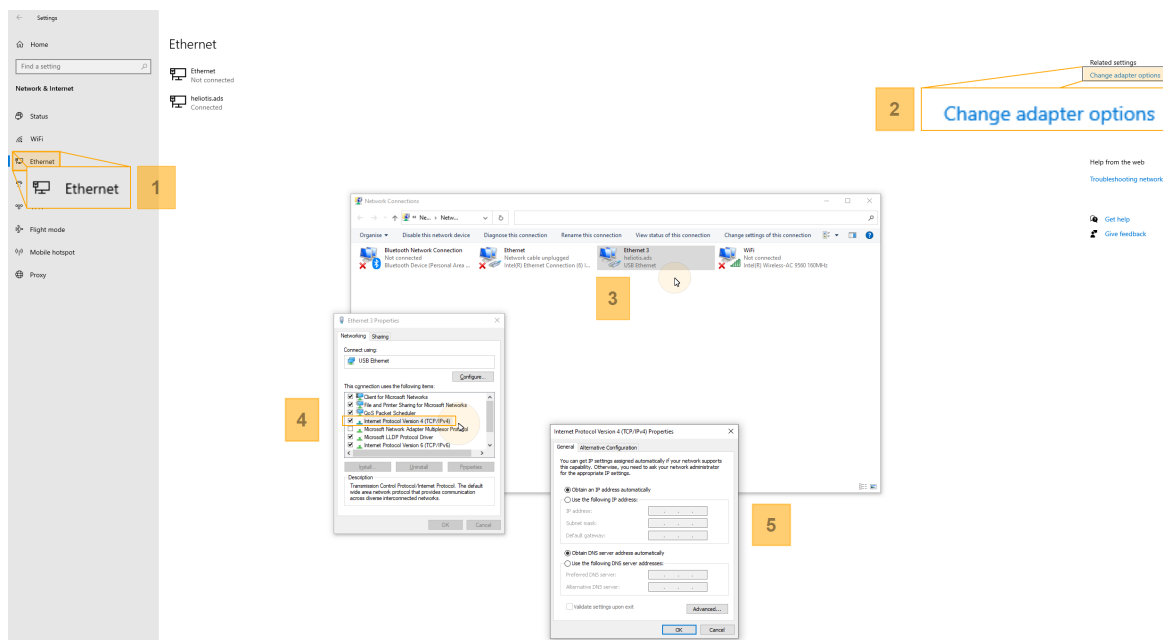 Settings
Home
Find a setting
Network & Internet
Status
WiFi
Ethernet
Ethernet
1
Flight mode
Mobile hotspot
Proxy
Ethernet
Ethernet
Not connected
heliotis.ads
Connected
Related settings
Change adapter options
2
Change adapter options
Help from the web
Troubleshooting network
Get help
Give feedback
Network Connections
« Ne... › Netw...
Organise Disable this network device Diagnose this connection Rename this connection View status of this connection Change settings of this connection
Bluetooth Network Connection
Not connected
Bluetooth Device (Personal Area ...
Ethernet
Network cable unplugged
Intel(R) Ethernet Connection (6) I...
Ethernet 3
heliotis.ads
USB Ethernet
WiFi
Not connected
Intel(R) Wireless-AC 9560 160MHz
3
Ethernet 3 Properties
Networking Sharing
Connect using:
USB Ethernet
Configure...
This connection uses the following items:
Client for Microsoft Networks
File and Printer Sharing for Microsoft Networks
QoS Packet Scheduler
Internet Protocol Version 4 (TCP/IPv4)
Microsoft Network Adapter Multiplexor Protocol
Microsoft LLDP Protocol Driver
Internet Protocol Version 6 (TCP/IPv6)
Install... Uninstall Properties
Description
Transmission Control Protocol/Internet Protocol. The default
wide area network protocol that provides communication
across diverse interconnected networks.
OK Cancel
4
Internet Protocol Version 4 (TCP/IPv4) Properties
General Alternative Configuration
You can get IP settings assigned automatically if your network supports
this capability. Otherwise, you need to ask your network administrator
for the appropriate IP settings.
Obtain an IP address automatically
Use the following IP address:
IP address:
Subnet mask:
Default gateway:
Obtain DNS server address automatically
Use the following DNS server addresses:
Preferred DNS server:
Alternative DNS server:
Validate settings upon exit
Advanced...
OK Cancel
5